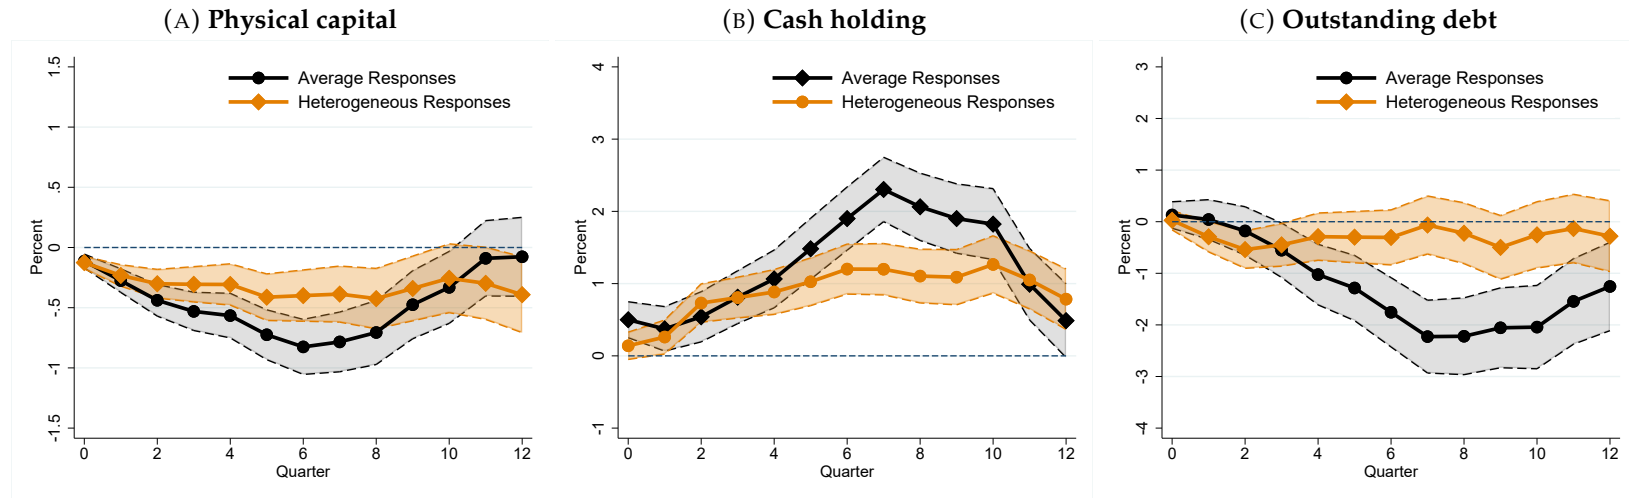 (A) Physical capital
1.5
1
.5
0
-.5
-1
-1.5
Percent
Average Responses
Heterogeneous Responses
0 2 4 6 8 10 12
Quarter
(B) Cash holding
4
3
2
1
0
-1
Percent
Average Responses
Heterogeneous Responses
0 2 4 6 8 10 12
Quarter
(C) Outstanding debt
3
2
1
0
-1
-2
-3
-4
Percent
Average Responses
Heterogeneous Responses
0 2 4 6 8 10 12
Quarter